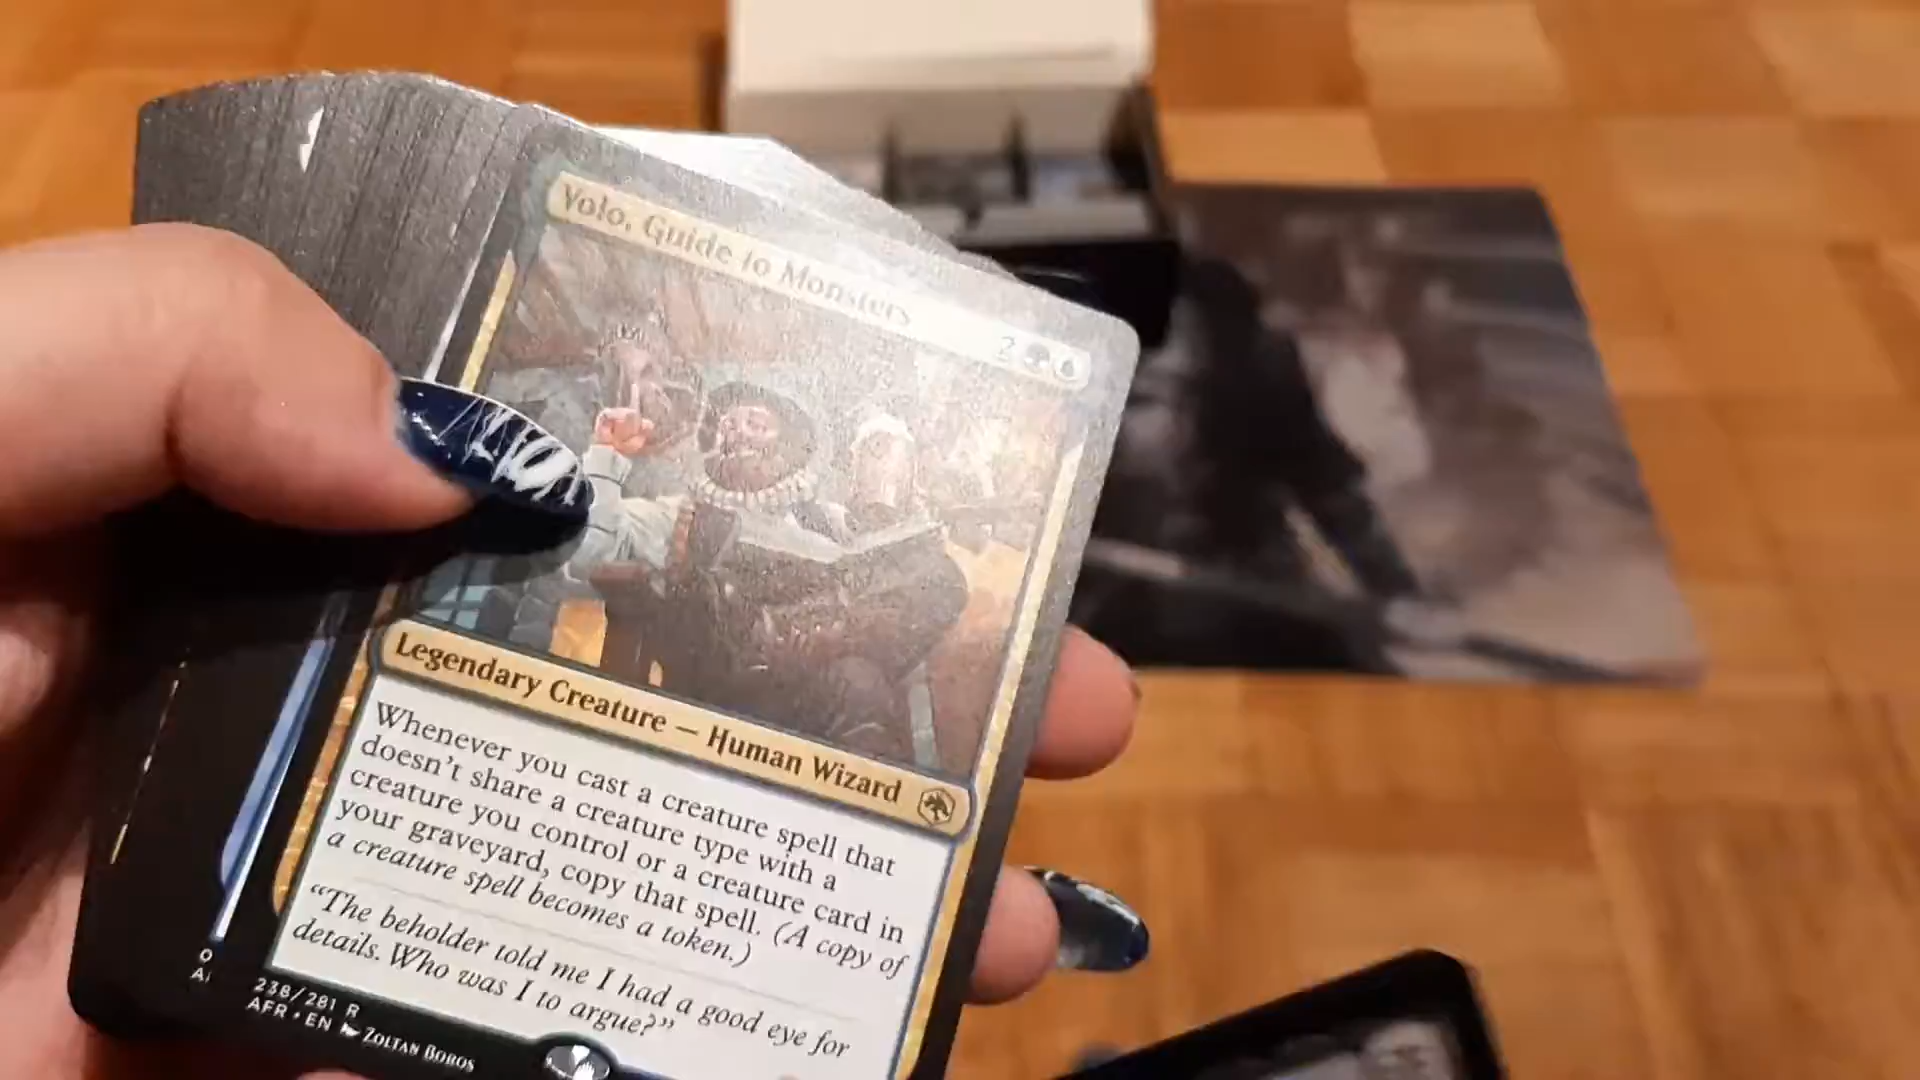 Volo, Guide to Monsters
2
Legendary Creature — Human Wizard
Whenever you cast a creature spell that
doesn't share a creature type with a
creature you control or a creature card in
your graveyard, copy that spell. (A copy of
a creature spell becomes a token.)
"The beholder told me I had a good eye for
details. Who was I to argue?"
238/281 R
AFR • EN ZOLTAN BOROS